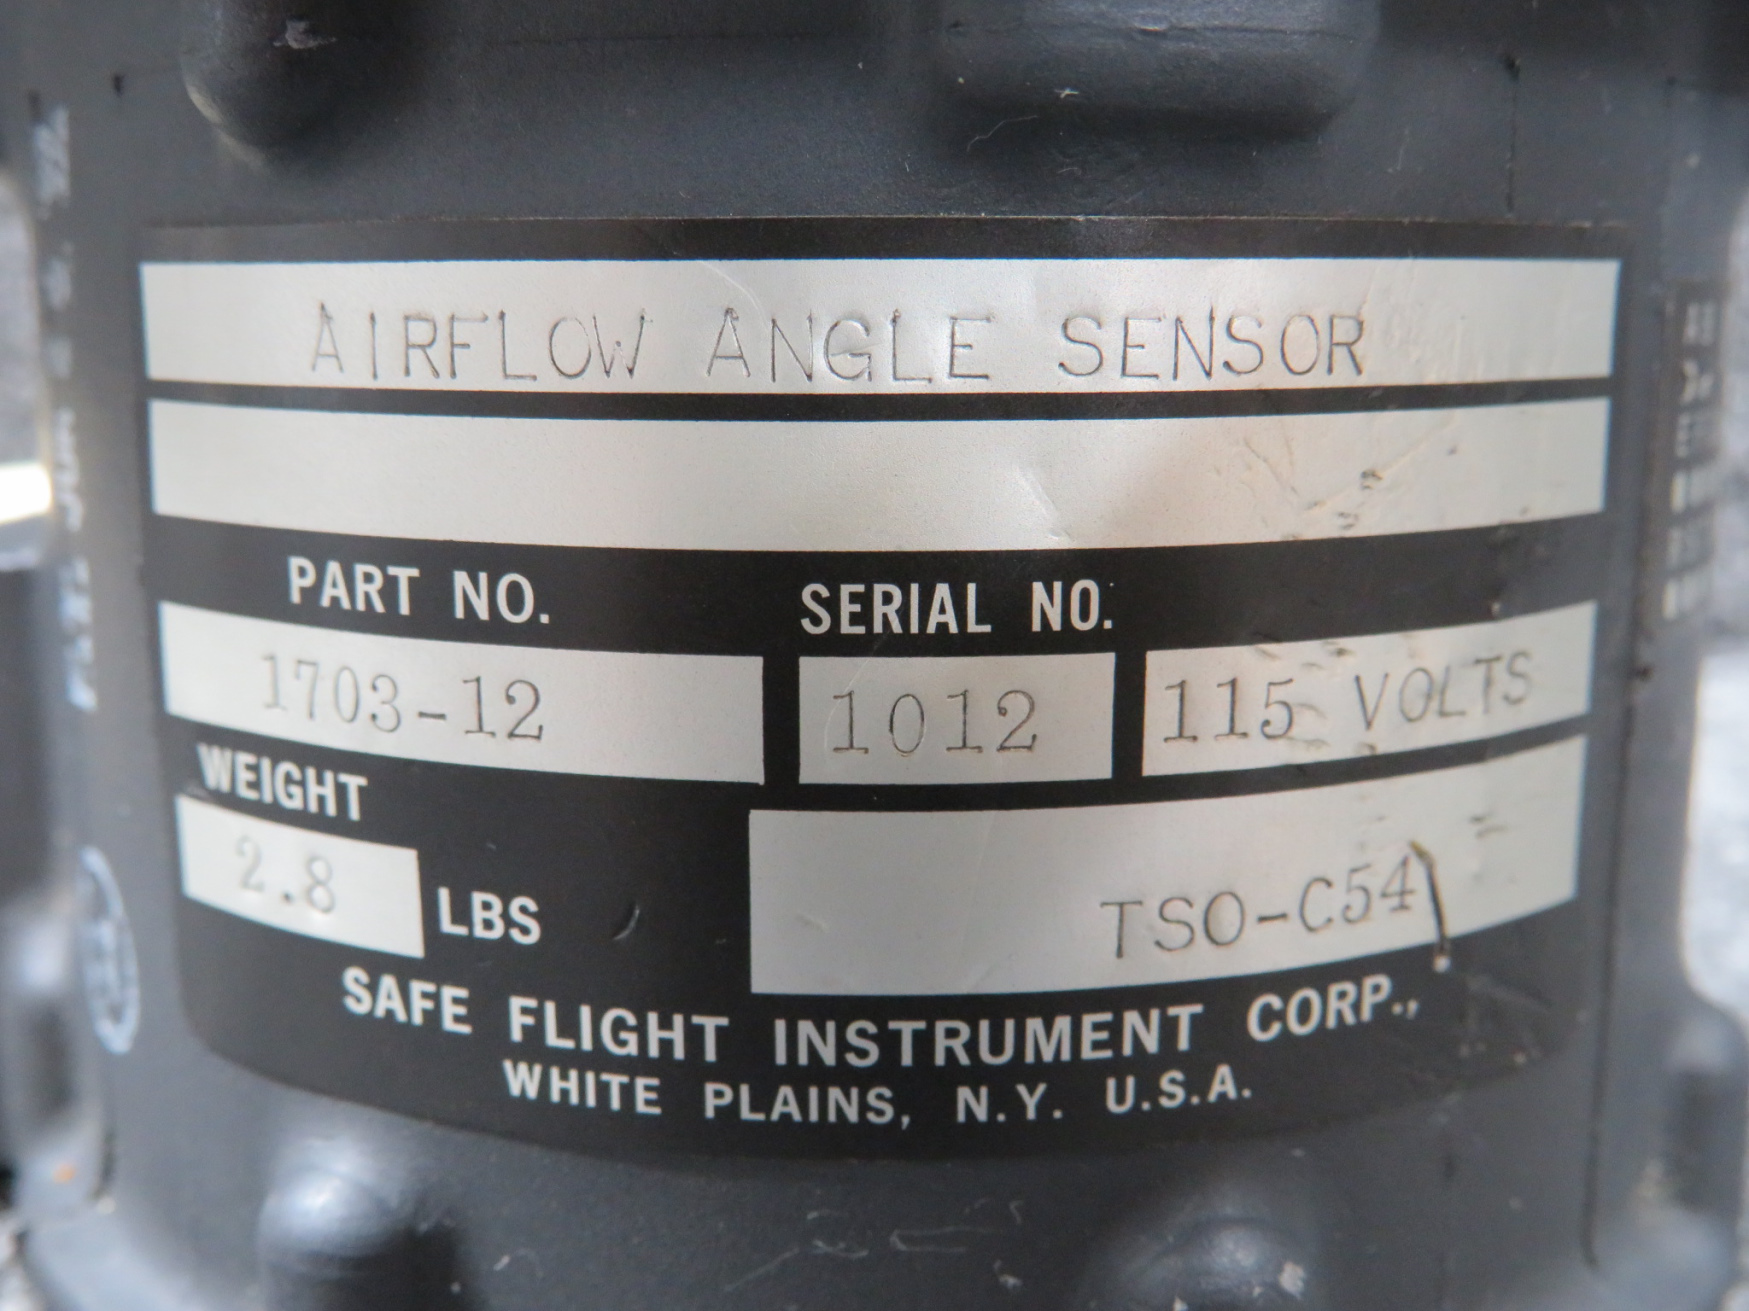 AIRFLOW ANGLE SENSOR
PART NO. SERIAL NO.
1703-12 1012 115 VOLTS
WEIGHT
2.8 LBS TSO-C54
SAFE FLIGHT INSTRUMENT CORP.,
WHITE PLAINS, N.Y. U.S.A.